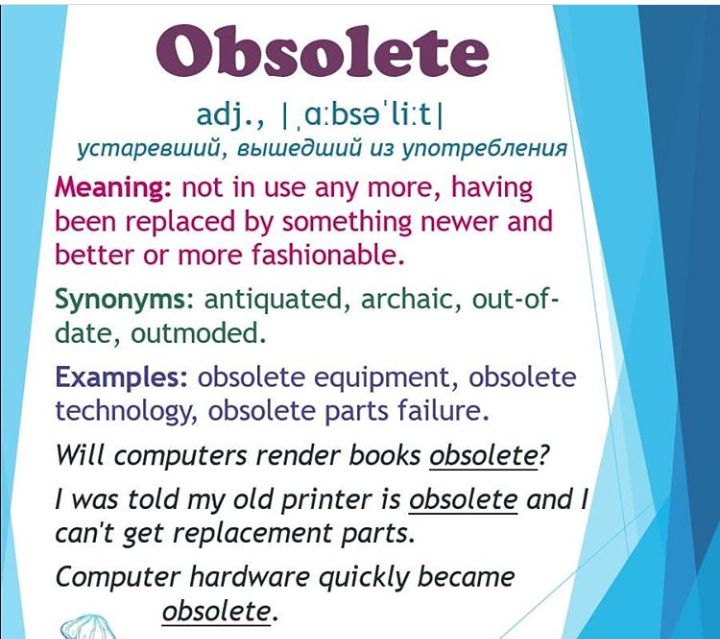 Obsolete
adj., |ˌɑːbsəˈliːt|
устаревший, вышедший из употребления
Meaning: not in use any more, having
been replaced by something newer and
better or more fashionable.
Synonyms: antiquated, archaic, out-of-
date, outmoded.
Examples: obsolete equipment, obsolete
technology, obsolete parts failure.
Will computers render books obsolete?
I was told my old printer is obsolete and I
can't get replacement parts.
Computer hardware quickly became
obsolete.